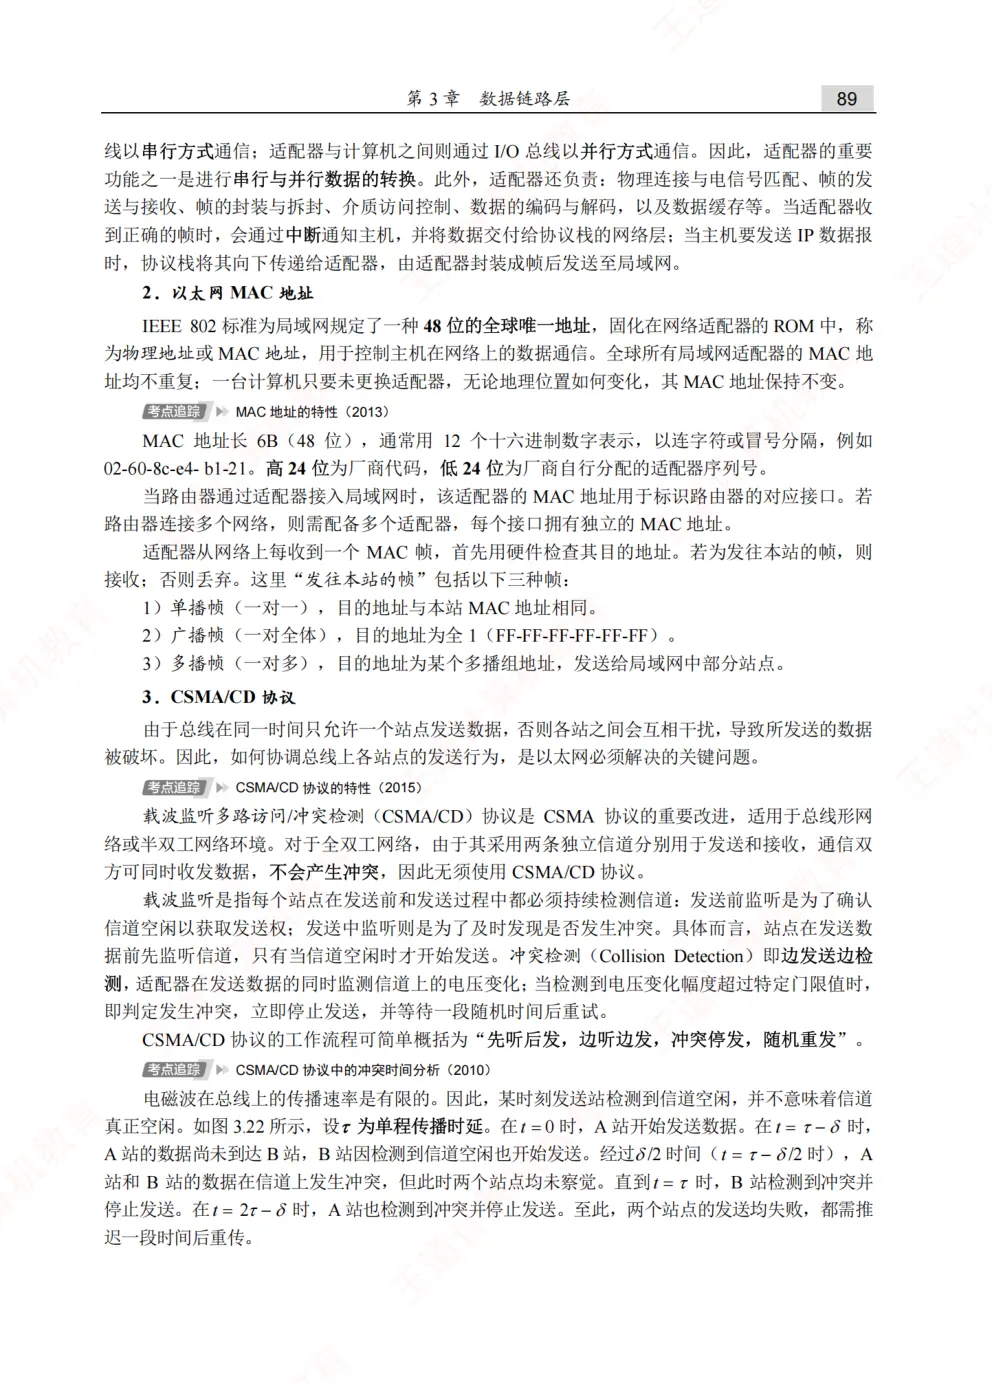 第 3 章 数据链路层
89
线以串行方式通信；适配器与计算机之间则通过 I/O 总线以并行方式通信。因此，适配器的重要
功能之一是进行串行与并行数据的转换。此外，适配器还负责：物理连接与电信号匹配、帧的发
送与接收、帧的封装与拆封、介质访问控制、数据的编码与解码，以及数据缓存等。当适配器收
到正确的帧时，会通过中断通知主机，并将数据交付给协议栈的网络层；当主机要发送 IP 数据报
时，协议栈将其向下传递给适配器，由适配器封装成帧后发送至局域网。
2．以太网 MAC 地址
IEEE 802 标准为局域网规定了一种 48 位的全球唯一地址，固化在网络适配器的 ROM 中，称
为物理地址或 MAC 地址，用于控制主机在网络上的数据通信。全球所有局域网适配器的 MAC 地
址均不重复；一台计算机只要未更换适配器，无论地理位置如何变化，其 MAC 地址保持不变。
考点追踪 MAC 地址的特性（2013）
MAC 地址长 6B（48 位），通常用 12 个十六进制数字表示，以连字符或冒号分隔，例如
02-60-8c-e4- b1-21。高 24 位为厂商代码，低 24 位为厂商自行分配的适配器序列号。
当路由器通过适配器接入局域网时，该适配器的 MAC 地址用于标识路由器的对应接口。若
路由器连接多个网络，则需配备多个适配器，每个接口拥有独立的 MAC 地址。
适配器从网络上每收到一个 MAC 帧，首先用硬件检查其目的地址。若为发往本站的帧，则
接收；否则丢弃。这里“发往本站的帧”包括以下三种帧：
1）单播帧（一对一），目的地址与本站 MAC 地址相同。
2）广播帧（一对全体），目的地址为全 1（FF-FF-FF-FF-FF-FF）。
3）多播帧（一对多），目的地址为某个多播组地址，发送给局域网中部分站点。
3．CSMA/CD 协议
由于总线在同一时间只允许一个站点发送数据，否则各站之间会互相干扰，导致所发送的数据
被破坏。因此，如何协调总线上各站点的发送行为，是以太网必须解决的关键问题。
考点追踪 CSMA/CD 协议的特性（2015）
载波监听多路访问/冲突检测（CSMA/CD）协议是 CSMA 协议的重要改进，适用于总线形网
络或半双工网络环境。对于全双工网络，由于其采用两条独立信道分别用于发送和接收，通信双
方可同时收发数据，不会产生冲突，因此无须使用 CSMA/CD 协议。
载波监听是指每个站点在发送前和发送过程中都必须持续检测信道：发送前监听是为了确认
信道空闲以获取发送权；发送中监听则是为了及时发现是否发生冲突。具体而言，站点在发送数
据前先监听信道，只有当信道空闲时才开始发送。冲突检测（Collision Detection）即边发送边检
测，适配器在发送数据的同时监测信道上的电压变化；当检测到电压变化幅度超过特定门限值时，
即判定发生冲突，立即停止发送，并等待一段随机时间后重试。
CSMA/CD 协议的工作流程可简单概括为“先听后发，边听边发，冲突停发，随机重发”。
考点追踪 CSMA/CD 协议中的冲突时间分析（2010）
电磁波在总线上的传播速率是有限的。因此，某时刻发送站检测到信道空闲，并不意味着信道
真正空闲。如图 3.22 所示，设τ 为单程传播时延。在 t = 0 时，A 站开始发送数据。在 t = τ − δ 时，
A 站的数据尚未到达 B 站，B 站因检测到信道空闲也开始发送。经过δ/2 时间（t = τ − δ/2 时），A
站和 B 站的数据在信道上发生冲突，但此时两个站点均未察觉。直到 t = τ 时，B 站检测到冲突并
停止发送。在 t = 2τ − δ 时，A 站也检测到冲突并停止发送。至此，两个站点的发送均失败，都需推
迟一段时间后重传。